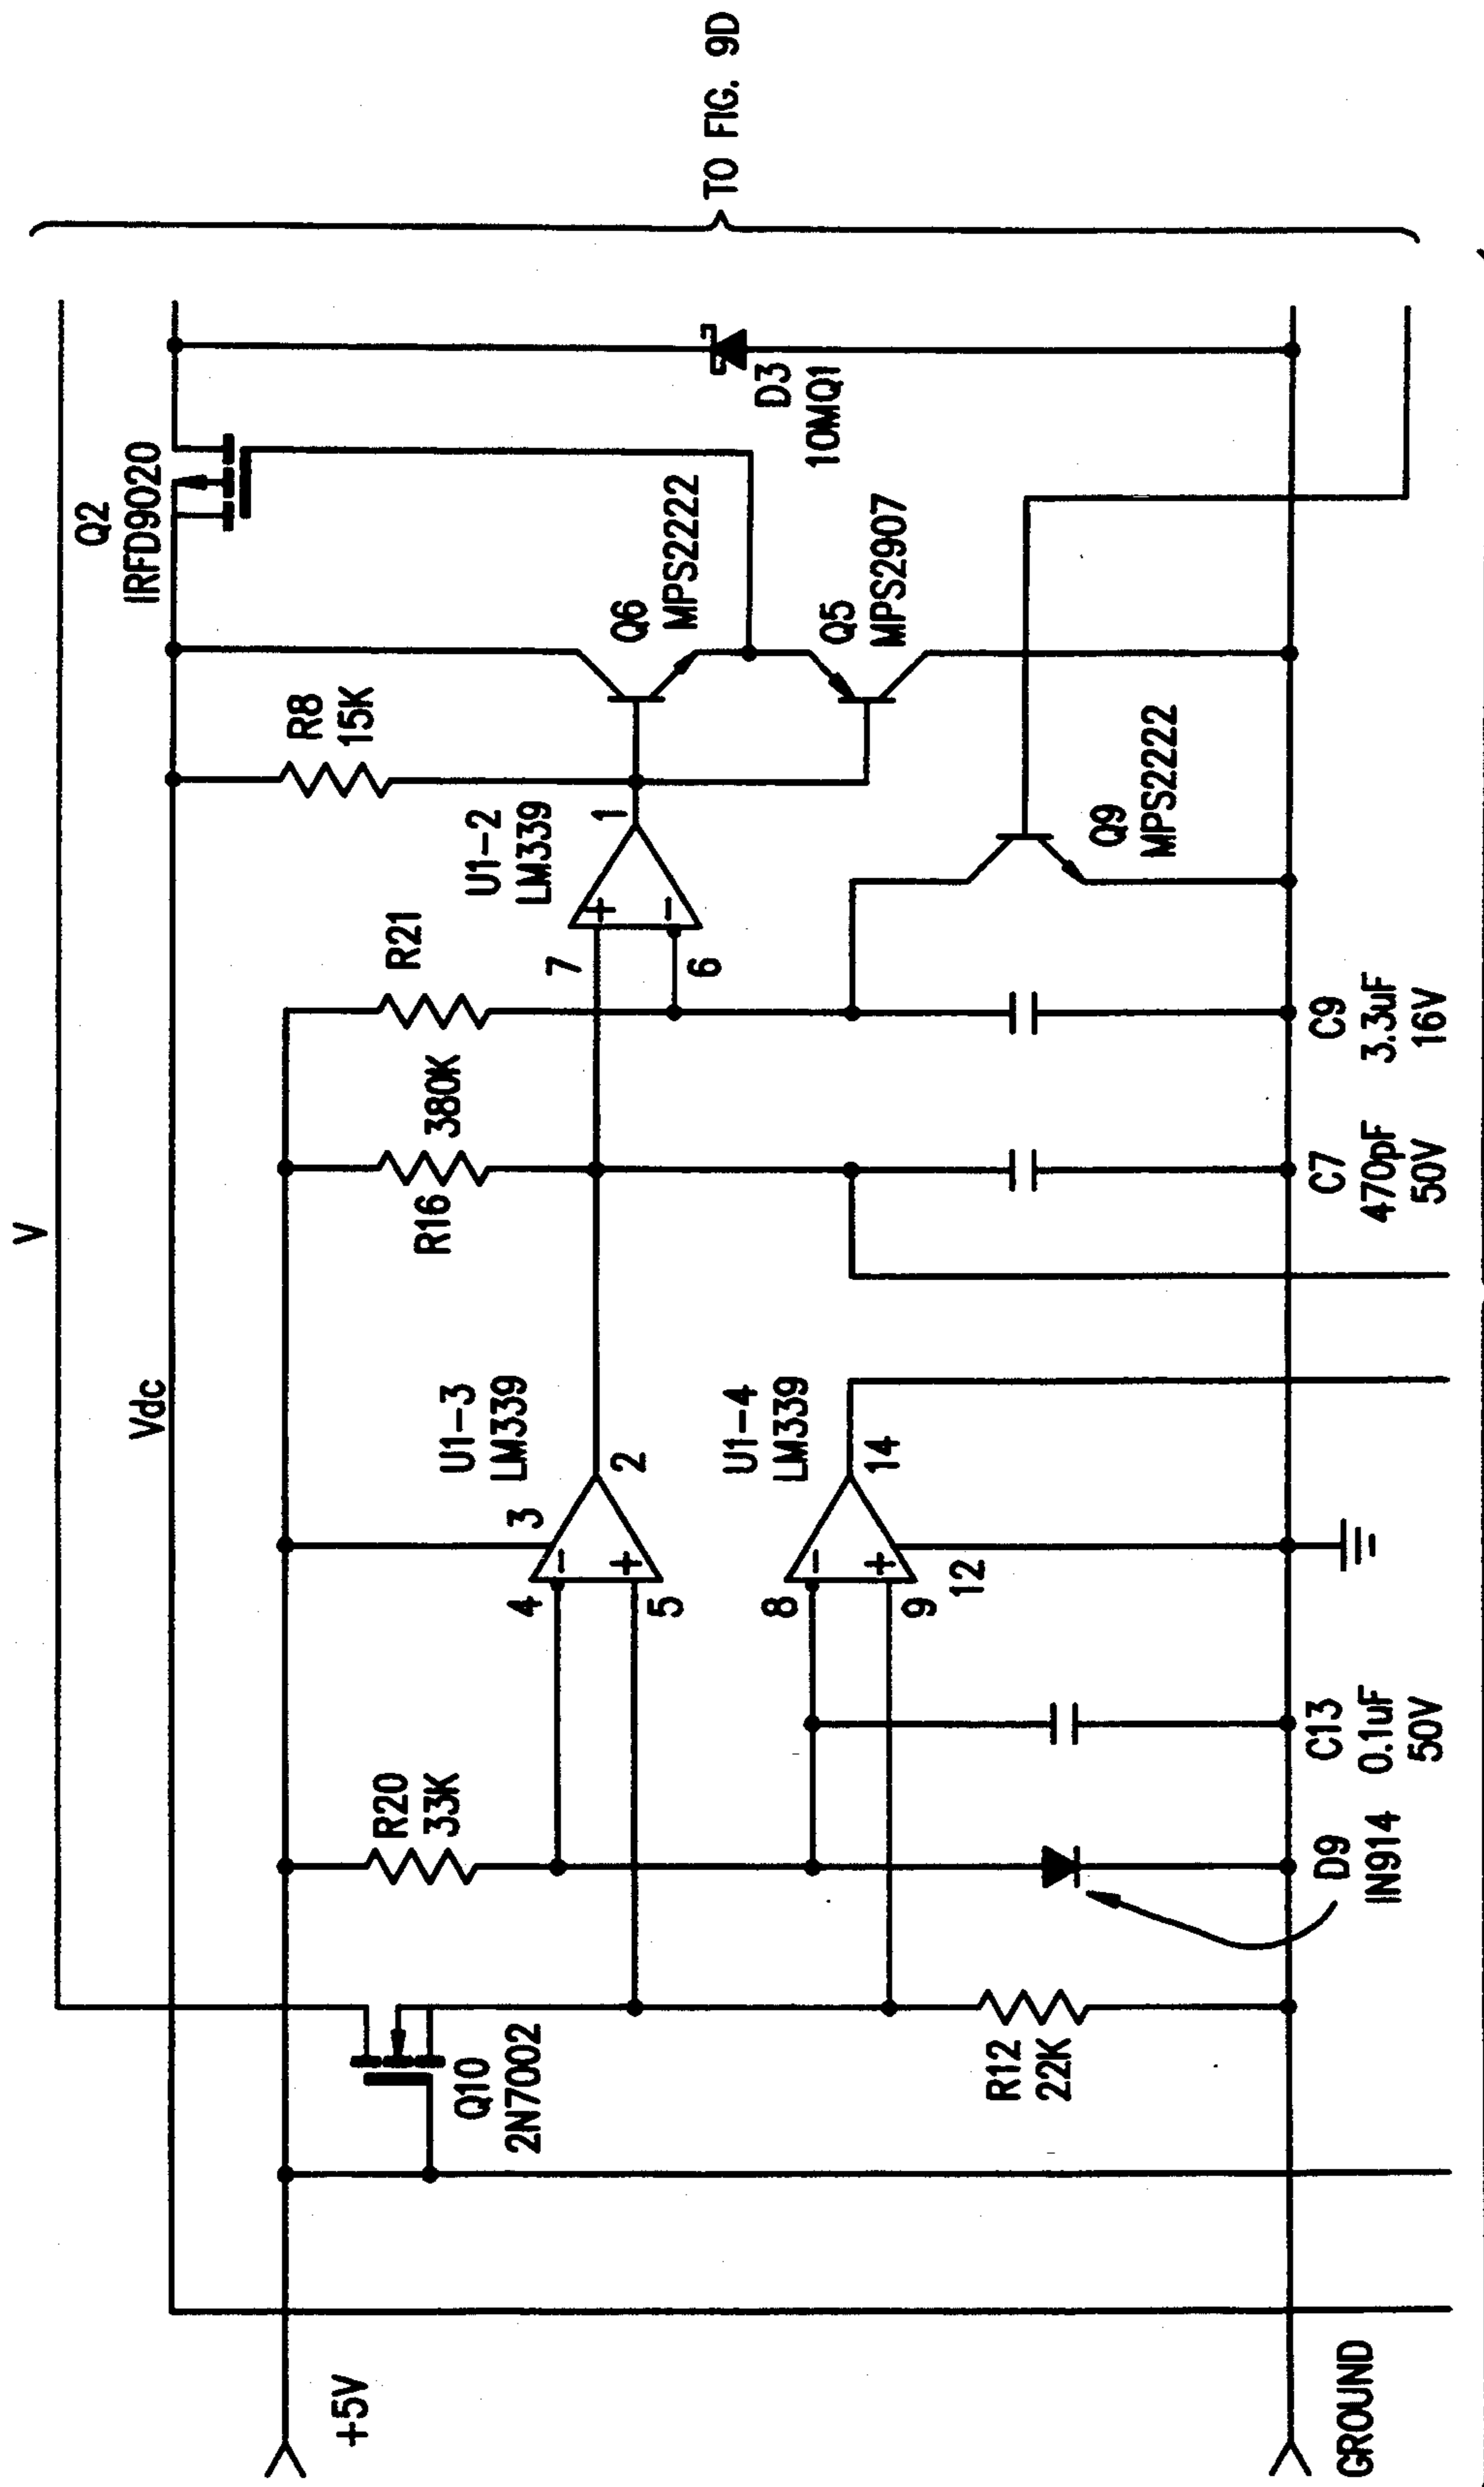 V
Vdc
+5V
GROUND
Q10
2N7002
R12
22K
R20
33K
D9
IN914
C13
0.1uF
50V
4
5
3
2
-
+
U1-3
LM339
8
9
12
14
-
+
U1-4
LM339
R16
380K
R21
C7
470pF
50V
C9
3.3uF
16V
7
6
1
+
-
U1-2
LM339
R8
15K
Q6
MPS2222
Q5
MPS2907
Q9
MPS2222
Q2
IRFD9020
D3
10MQ1
TO FIG. 9D